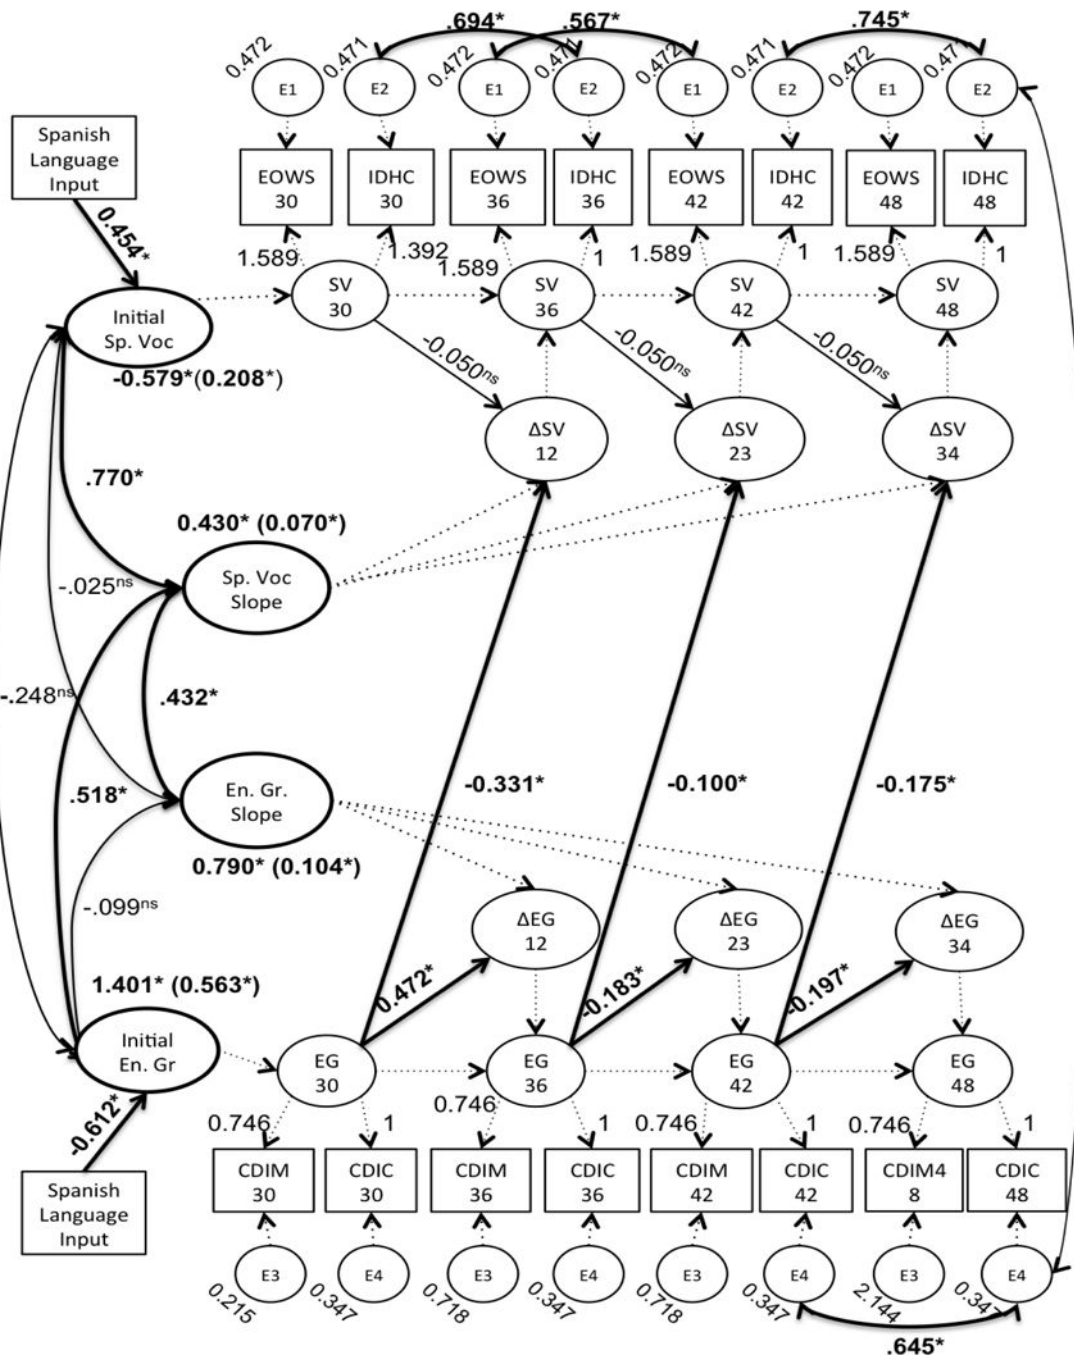 .694*
.567*
.745*
0.472
0.471
0.472
0.471
0.472
0.471
0.472
0.471
E1
E2
E1
E2
E1
E2
E1
E2
Spanish
Language
Input
EOWS
30
IDHC
30
EOWS
36
IDHC
36
EOWS
42
IDHC
42
EOWS
48
IDHC
48
0.454*
1.589
1.392
1.589
1
1.589
1
1.589
1
SV
30
SV
36
SV
42
SV
48
Initial
Sp. Voc
-0.579*(0.208*)
-0.050ns
-0.050ns
-0.050ns
ΔSV
12
ΔSV
23
ΔSV
34
.770*
0.430* (0.070*)
Sp. Voc
Slope
-.025ns
-.248ns
.432*
.518*
-0.331*
-0.100*
-0.175*
En. Gr.
Slope
0.790* (0.104*)
-.099ns
ΔEG
12
ΔEG
23
ΔEG
34
1.401* (0.563*)
0.472*
-0.183*
-0.197*
Initial
En. Gr
EG
30
EG
36
EG
42
EG
48
-0.612*
0.746
1
0.746
1
0.746
1
0.746
1
Spanish
Language
Input
CDIM
30
CDIC
30
CDIM
36
CDIC
36
CDIM
42
CDIC
42
CDIM4
8
CDIC
48
E3
E4
E3
E4
E3
E4
E3
E4
0.215
0.347
0.718
0.347
0.718
0.347
2.144
0.347
.645*